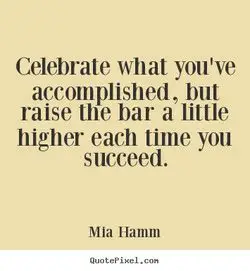 Celebrate what you've
accomplished, but
raise the bar a little
higher each time you
succeed.
Mia Hamm
QuotePixel.com